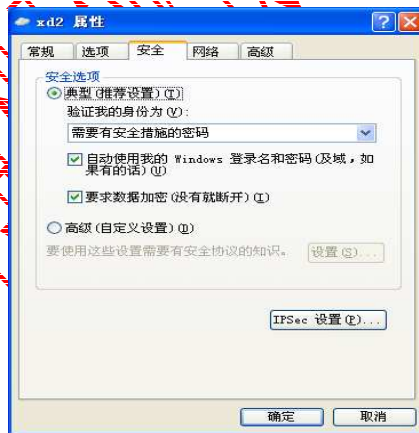 xd2 属性
常规 选项 安全 网络 高级
安全选项
典型(推荐设置)(T)
验证我的身份为(V):
需要有安全措施的密码
自动使用我的 Windows 登录名和密码(及域，如
果有的话)(U)
要求数据加密(没有就断开)(I)
高级(自定义设置)(D)
要使用这些设置需要有安全协议的知识。 设置(S)...
IPSec 设置(P)...
确定 取消